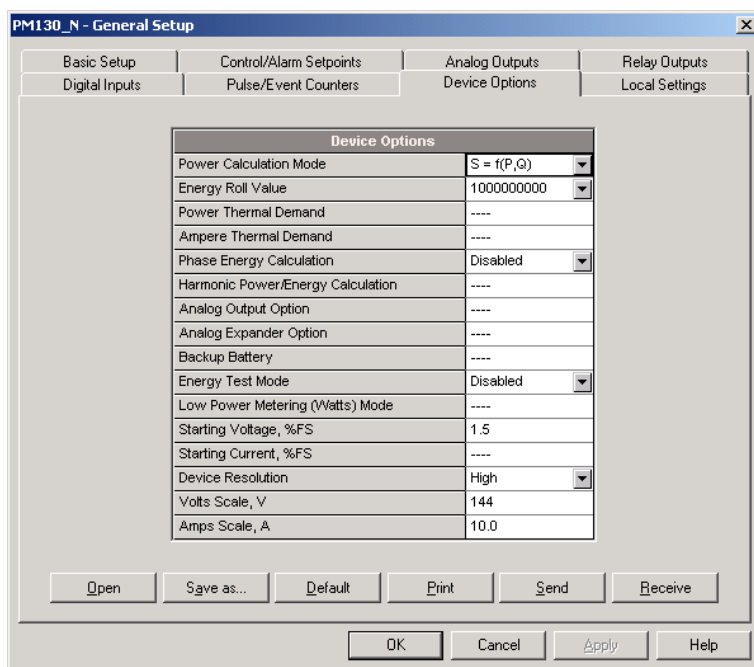 PM130_N - General Setup
Basic Setup Control/Alarm Setpoints Analog Outputs Relay Outputs
Digital Inputs Pulse/Event Counters Device Options Local Settings
Device Options
Power Calculation Mode S = f(P,Q)
Energy Roll Value 1000000000
Power Thermal Demand ----
Ampere Thermal Demand ----
Phase Energy Calculation Disabled
Harmonic Power/Energy Calculation ----
Analog Output Option ----
Analog Expander Option ----
Backup Battery ----
Energy Test Mode Disabled
Low Power Metering (Watts) Mode ----
Starting Voltage, %FS 1.5
Starting Current, %FS ----
Device Resolution High
Volts Scale, V 144
Amps Scale, A 10.0
Open Save as... Default Print Send Receive
OK Cancel Apply Help